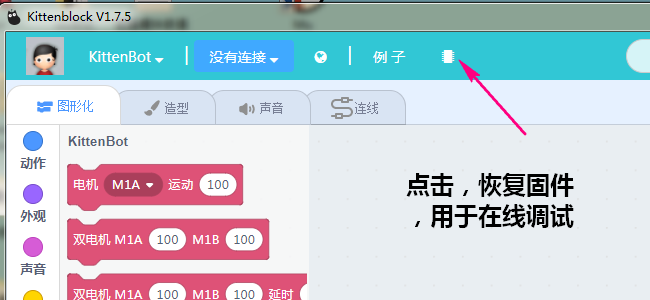 Kittenblock V1.7.5
KittenBot 没有连接 例子
图形化 造型 声音 连线
动作
外观
声音
KittenBot
电机 M1A 运动 100
双电机 M1A 100 M1B 100
双电机 M1A 100 M1B 100 延时
点击，恢复固件
，用于在线调试